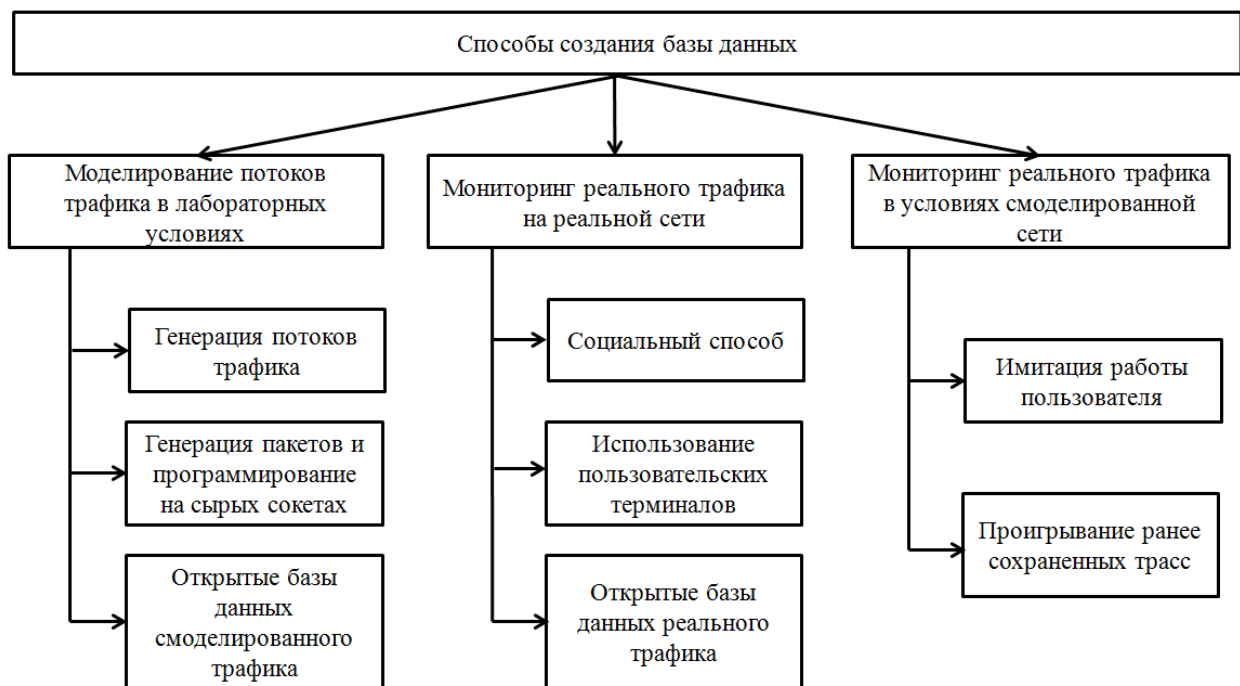 Способы создания базы данных
Моделирование потоков
трафика в лабораторных
условиях
Мониторинг реального трафика
на реальной сети
Мониторинг реального трафика
в условиях смоделированной
сети
Генерация потоков
трафика
Социальный способ
Имитация работы
пользователя
Генерация пакетов и
программирование
на сырых сокетах
Использование
пользовательских
терминалов
Проигрывание ранее
сохраненных трасс
Открытые базы
данных
смоделированного
трафика
Открытые базы
данных реального
трафика